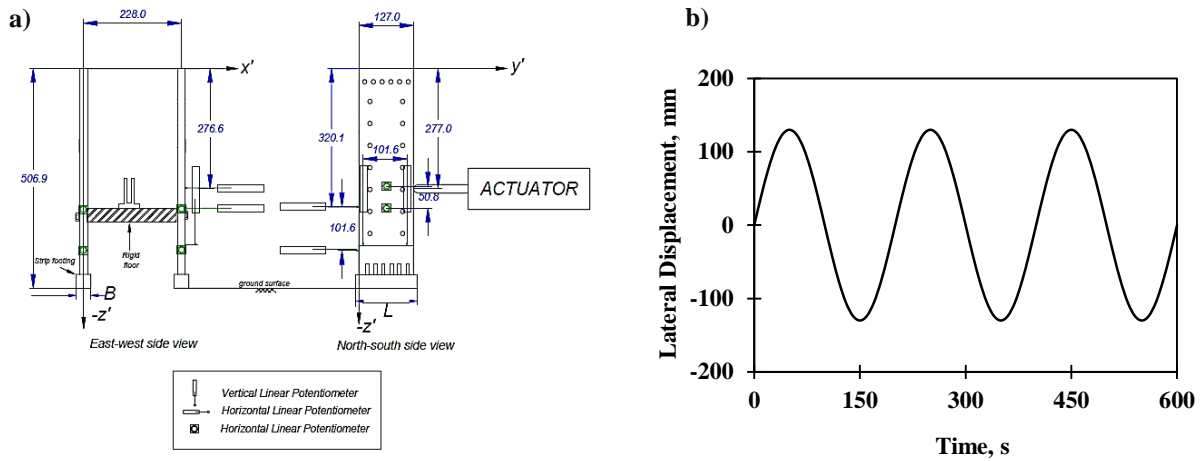 a)
228.0
x'
506.9
276.6
Strip footing
Rigid
floor
B
-z'
East-west side view
127.0
y'
320.1
277.0
101.6
50.8
101.6
ACTUATOR
ground surface
L
-z'
North-south side view
Vertical Linear Potentiometer
Horizontal Linear Potentiometer
Horizontal Linear Potentiometer
b)
Lateral Displacement, mm
200
100
0
-100
-200
0 150 300 450 600
Time, s